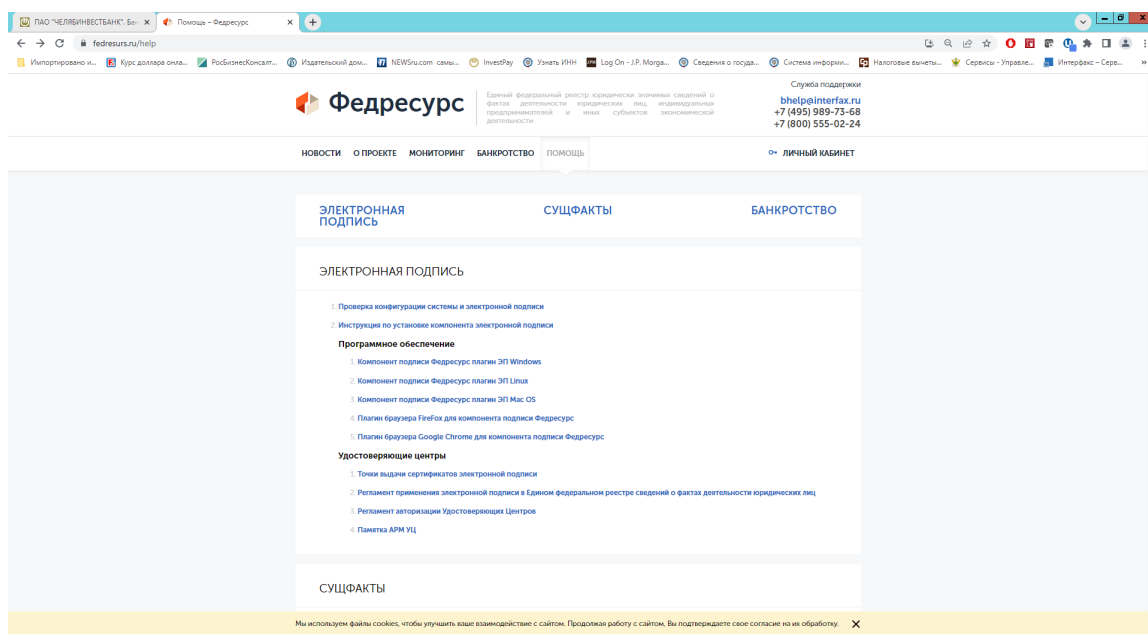 ПАО "ЧЕЛЯБИНВЕСТБАНК". Бан
Помощь – Федресурс
fedresurs.ru/help
Импортировано и... Курс доллара онла... РосБизнесКонсалт... Издательский дом... NEWSru.com самы... InvestPay Узнать ИНН Log On - J.P. Morga... Сведения о госуда... Система информи... Налоговые вычеты... Сервисы - Управле... Интерфакс – Серв... »
Служба поддержки
bhelp@interfax.ru
+7 (495) 989-73-68
+7 (800) 555-02-24
Федресурс
Единый федеральный реестр юридически значимых сведений о
фактах деятельности юридических лиц, индивидуальных
предпринимателей и иных субъектов экономической
деятельности
НОВОСТИ О ПРОЕКТЕ МОНИТОРИНГ БАНКРОТСТВО ПОМОЩЬ ЛИЧНЫЙ КАБИНЕТ
ЭЛЕКТРОННАЯ
ПОДПИСЬ
СУЩФАКТЫ
БАНКРОТСТВО
ЭЛЕКТРОННАЯ ПОДПИСЬ
1. Проверка конфигурации системы и электронной подписи
2. Инструкция по установке компонента электронной подписи
Программное обеспечение
1. Компонент подписи Федресурс плагин ЭП Windows
2. Компонент подписи Федресурс плагин ЭП Linux
3. Компонент подписи Федресурс плагин ЭП Mac OS
4. Плагин браузера FireFox для компонента подписи Федресурс
5. Плагин браузера Google Chrome для компонента подписи Федресурс
Удостоверяющие центры
1. Точки выдачи сертификатов электронной подписи
2. Регламент применения электронной подписи в Едином федеральном реестре сведений о фактах деятельности юридических лиц
3. Регламент авторизации Удостоверяющих Центров
4. Памятка АРМ УЦ
СУЩФАКТЫ
Мы используем файлы cookies, чтобы улучшить ваше взаимодействие с сайтом. Продолжая работу с сайтом, Вы подтверждаете свое согласие на их обработку.